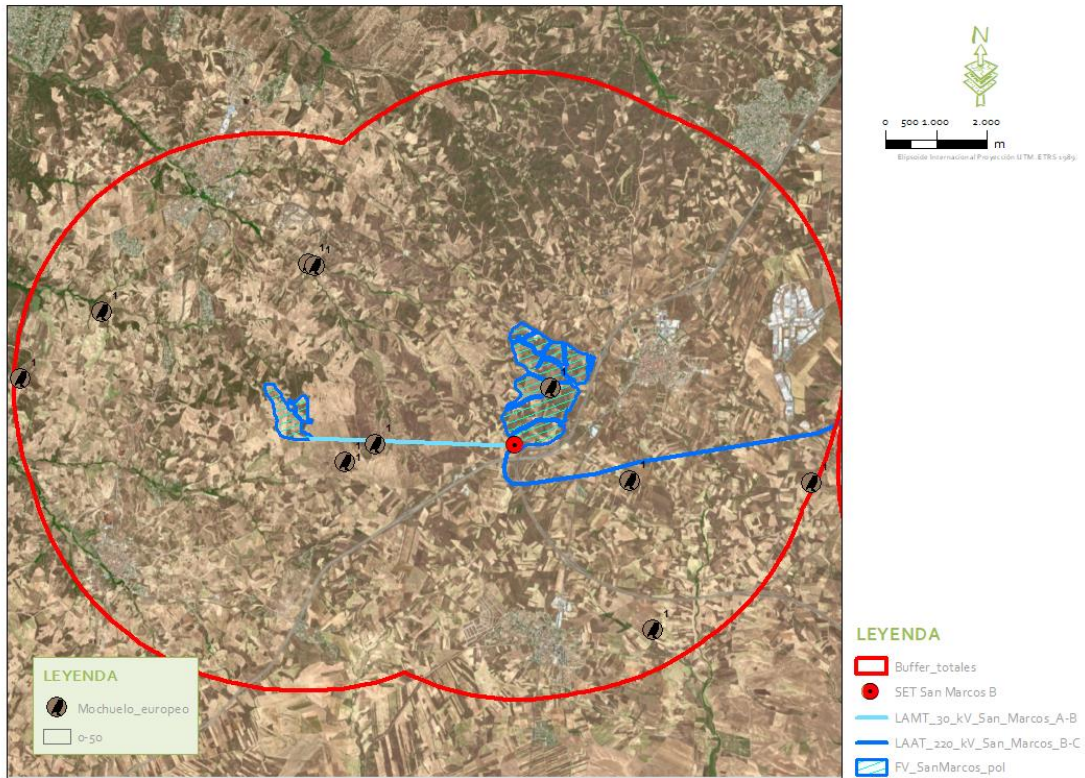 N
0 500 1.000 2.000
m
Elipsoide Internacional Proyección UTM. ETRS 1989.
1 1
1
1
1
1
1
1
1
1
LEYENDA
Mochuelo_europeo
0-50
LEYENDA
Buffer_totales
SET San Marcos B
LAMT_30_kV_San_Marcos_A-B
LAAT_220_kV_San_Marcos_B-C
FV_SanMarcos_pol